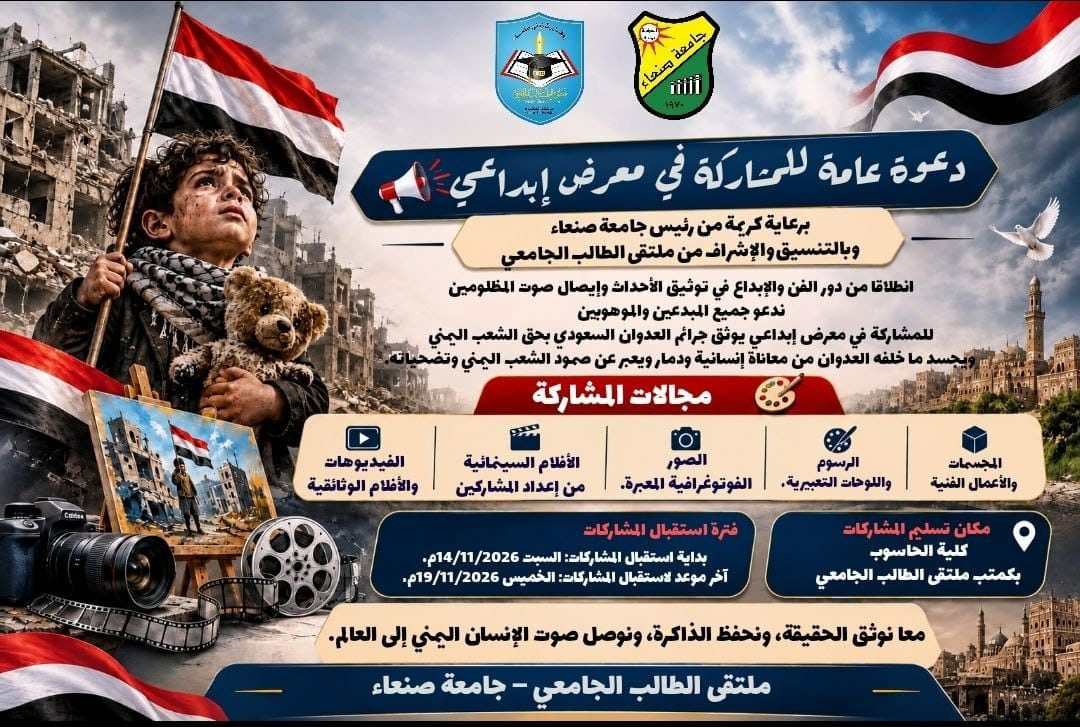 جامعة صنعاء
١٩٧٠
دعوة عامة للمشاركة في معرض إبداعي
برعاية كريمة من رئيس جامعة صنعاء
وبالتنسيق والإشراف من ملتقى الطالب الجامعي
انطلاقا من دور الفن والإبداع في توثيق الأحداث وإيصال صوت المظلومين
ندعو جميع المبدعين والموهوبين
للمشاركة في معرض إبداعي يوثق جرائم العدوان السعودي بحق الشعب اليمني
ويجسد ما خلفه العدوان من معاناة إنسانية ودمار ويعبر عن صمود الشعب اليمني وتضحياته.
مجالات المشاركة
المجسمات
والأعمال الفنية
الرسوم
واللوحات التعبيرية.
الصور
الفوتوغرافية المعبرة.
الأفلام السينمائية
من إعداد المشاركين
الفيديوهات
والأفلام الوثائقية
مكان تسليم المشاركات
كلية الحاسوب
بكمتب ملتقى الطالب الجامعي
فترة استقبال المشاركات
بداية استقبال المشاركات: السبت 14/11/2026م.
آخر موعد لاستقبال المشاركات: الخميس 19/11/2026م.
معا نوثق الحقيقة، ونحفظ الذاكرة، ونوصل صوت الإنسان اليمني إلى العالم.
ملتقى الطالب الجامعي – جامعة صنعاء